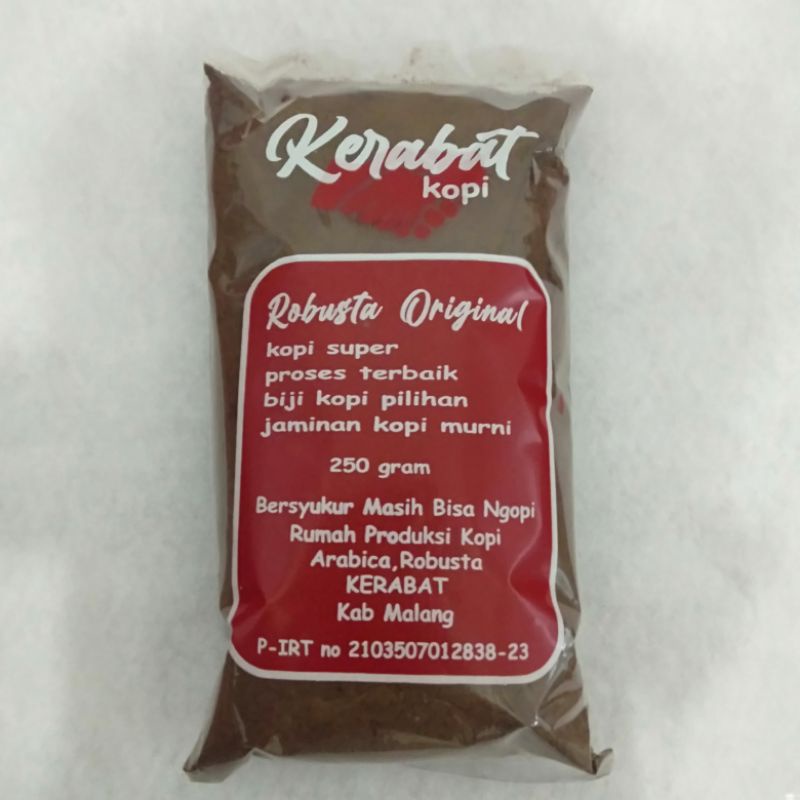 Kerabat
kopi
Robusta Original
kopi super
proses terbaik
biji kopi pilihan
jaminan kopi murni
250 gram
Bersyukur Masih Bisa Ngopi
Rumah Produksi Kopi
Arabica,Robusta
KERABAT
Kab Malang
P-IRT no 2103507012838-23